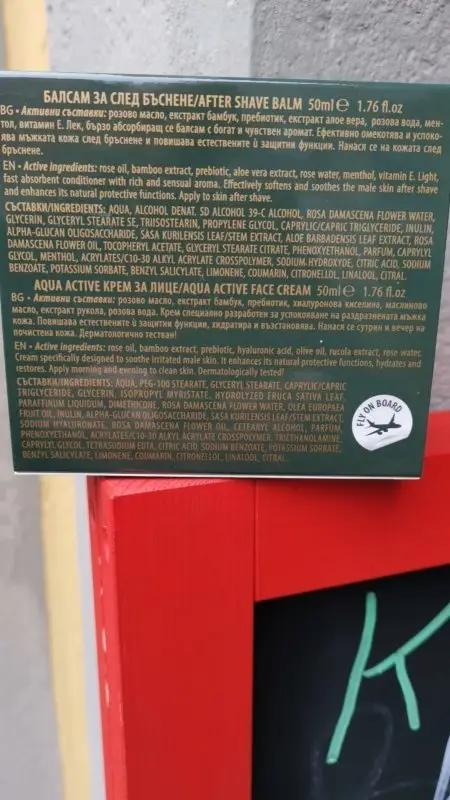 БАЛСАМ ЗА СЛЕД БЪСНЕНЕ/AFTER SHAVE BALM 50ml ℮ 1.76 fl.oz
BG • Активни съставки: розово масло, екстракт бамбук, пребиотик, екстракт алое вера, розова вода, мен-
тол, витамин Е. Лек, бързо абсорбиращ се балсам с богат и чувствен аромат. Ефективно омекотява и успоко-
ява мъжката кожа след бръснене и повишава естествените ѝ защитни функции. Нанася се на кожата след
бръснене.
EN • Active ingredients: rose oil, bamboo extract, prebiotic, aloe vera extract, rose water, menthol, vitamin E. Light,
fast absorbent conditioner with rich and sensual aroma. Effectively softens and soothes the male skin after shave
and enhances its natural protective functions. Apply to skin after shave.
СЪСТАВКИ/INGREDIENTS: AQUA, ALCOHOL DENAT. SD ALCOHOL 39-C ALCOHOL, ROSA DAMASCENA FLOWER WATER,
GLYCERIN, GLYCERYL STEARATE SE, TRIISOSTEARIN, PROPYLENE GLYCOL, CAPRYLIC/CAPRIC TRIGLYCERIDE, INULIN,
ALPHA-GLUCAN OLIGOSACCHARIDE, SASA KURILENSIS LEAF/STEM EXTRACT, ALOE BARBADENSIS LEAF EXTRACT, ROSA
DAMASCENA FLOWER OIL, TOCOPHERYL ACETATE, GLYCERYL STEARATE CITRATE, PHENOXYETHANOL, PARFUM, CAPRYLYL
GLYCOL, MENTHOL, ACRYLATES/C10-30 ALKYL ACRYLATE CROSSPOLYMER, SODIUM HYDROXYDE, CITRIC ACID, SODIUM
BENZOATE, POTASSIUM SORBATE, BENZYL SALICYLATE, LIMONENE, COUMARIN, CITRONELLOL, LINALOOL, CITRAL.
AQUA ACTIVE КРЕМ ЗА ЛИЦЕ/AQUA ACTIVE FACE CREAM 50ml ℮ 1.76 fl.oz
BG • Активни съставки: розово масло, екстракт бамбук, пребиотик, хиалуронова киселина, маслиново
масло, екстракт рукола, розова вода. Крем специално разработен за успокояване на раздразнената мъжка
кожа. Повишава естествените ѝ защитни функции, хидратира и възстановява. Нанася се сутрин и вечер на
почистена кожа. Дерматологично тестван!
EN • Active ingredients: rose oil, bamboo extract, prebiotic, hyaluronic acid, olive oil, rucola extract, rose water.
Cream specifically designed to soothe irritated male skin. It enhances its natural protective functions, hydrates and
restores. Apply morning and evening to clean skin. Dermatologically tested!
СЪСТАВКИ/INGREDIENTS: AQUA, PEG-100 STEARATE, GLYCERYL STEARATE, CAPRYLIC/CAPRIC
TRIGLYCERIDE, GLYCERIN, ISOPROPYL MYRISTATE, HYDROLYZED ERUCA SATIVA LEAF,
PARAFFINUM LIQUIDUM, DIMETHICONE, ROSA DAMASCENA FLOWER WATER, OLEA EUROPAEA
FRUIT OIL, INULIN, ALPHA-GLUCAN OLIGOSACCHARIDE, SASA KURILENSIS LEAF/STEM EXTRACT,
SODIUM HYALURONATE, ROSA DAMASCENA FLOWER OIL, CETEARYL ALCOHOL, PARFUM,
PHENOXYETHANOL, ACRYLATES/C10-30 ALKYL ACRYLATE CROSSPOLYMER, TRIETHANOLAMINE,
CAPRYLYL GLYCOL, TETRASODIUM EDTA, CITRIC ACID, SODIUM BENZOATE, POTASSIUM SORBATE,
BENZYL SALICYLATE, LIMONENE, COUMARIN, CITRONELLOL, LINALOOL, CITRAL.
FLY ON BOARD
K